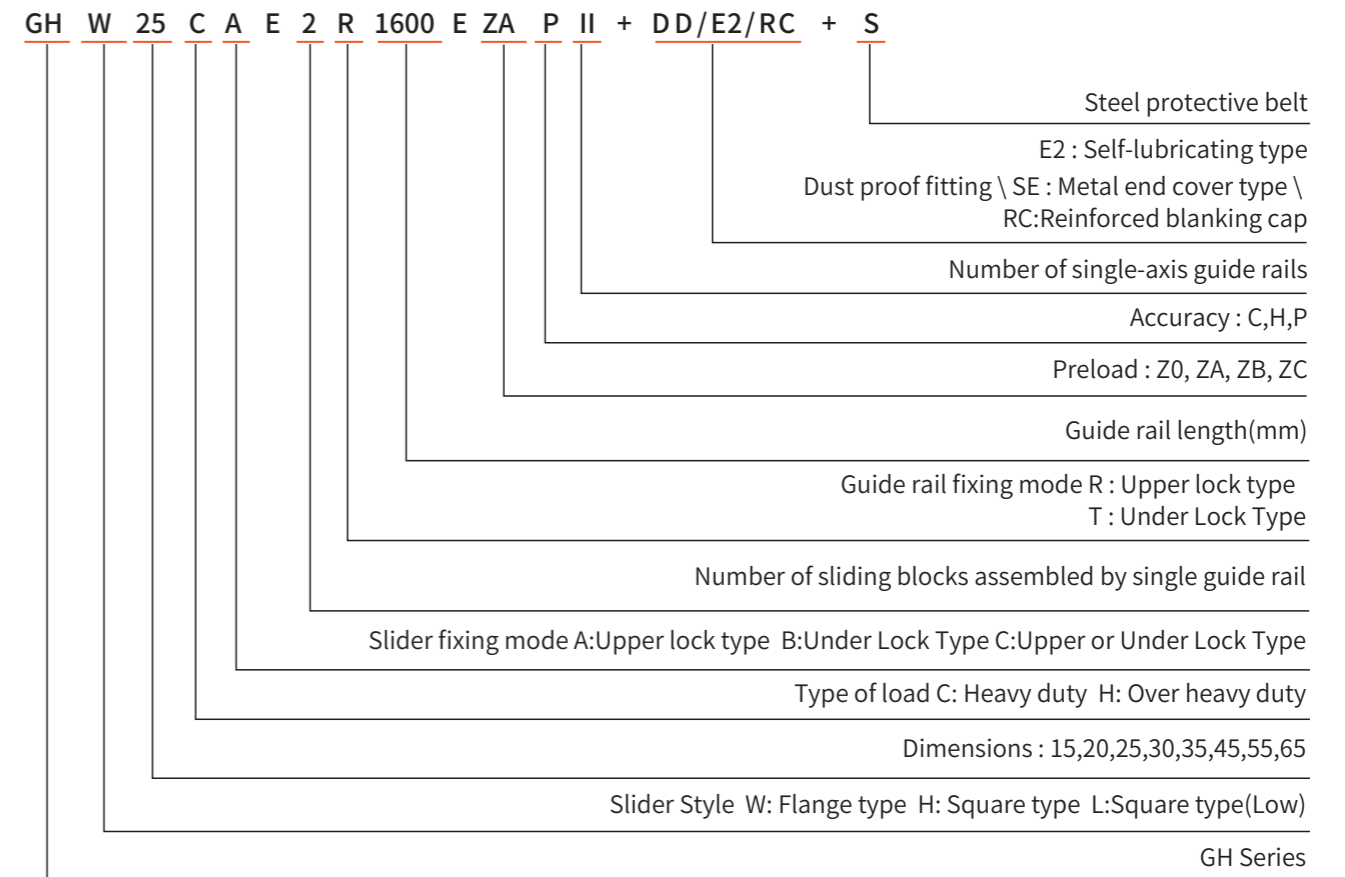 GH W 25 C A E 2 R 1600 E ZA P II + DD/E2/RC + S
Steel protective belt
E2 : Self-lubricating type
Dust proof fitting \ SE : Metal end cover type \
RC:Reinforced blanking cap
Number of single-axis guide rails
Accuracy : C,H,P
Preload : Z0, ZA, ZB, ZC
Guide rail length(mm)
Guide rail fixing mode R : Upper lock type
T : Under Lock Type
Number of sliding blocks assembled by single guide rail
Slider fixing mode A:Upper lock type B:Under Lock Type C:Upper or Under Lock Type
Type of load C: Heavy duty H: Over heavy duty
Dimensions : 15,20,25,30,35,45,55,65
Slider Style W: Flange type H: Square type L:Square type(Low)
GH Series